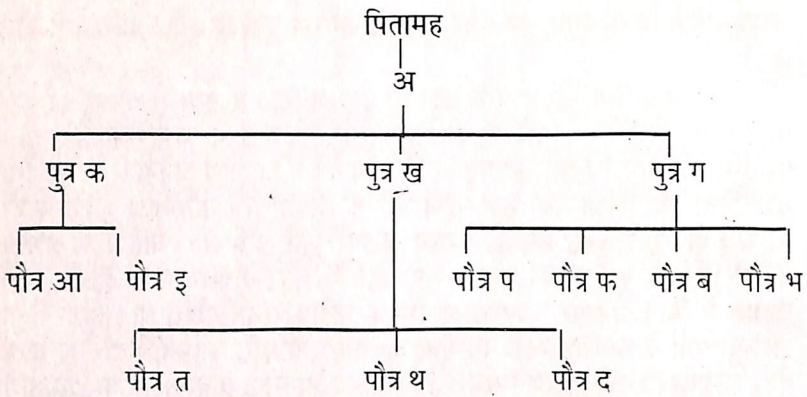 पितामह
अ
पुत्र क पुत्र ख पुत्र ग
पौत्र आ पौत्र इ पौत्र प पौत्र फ पौत्र ब पौत्र भ
पौत्र त पौत्र थ पौत्र द